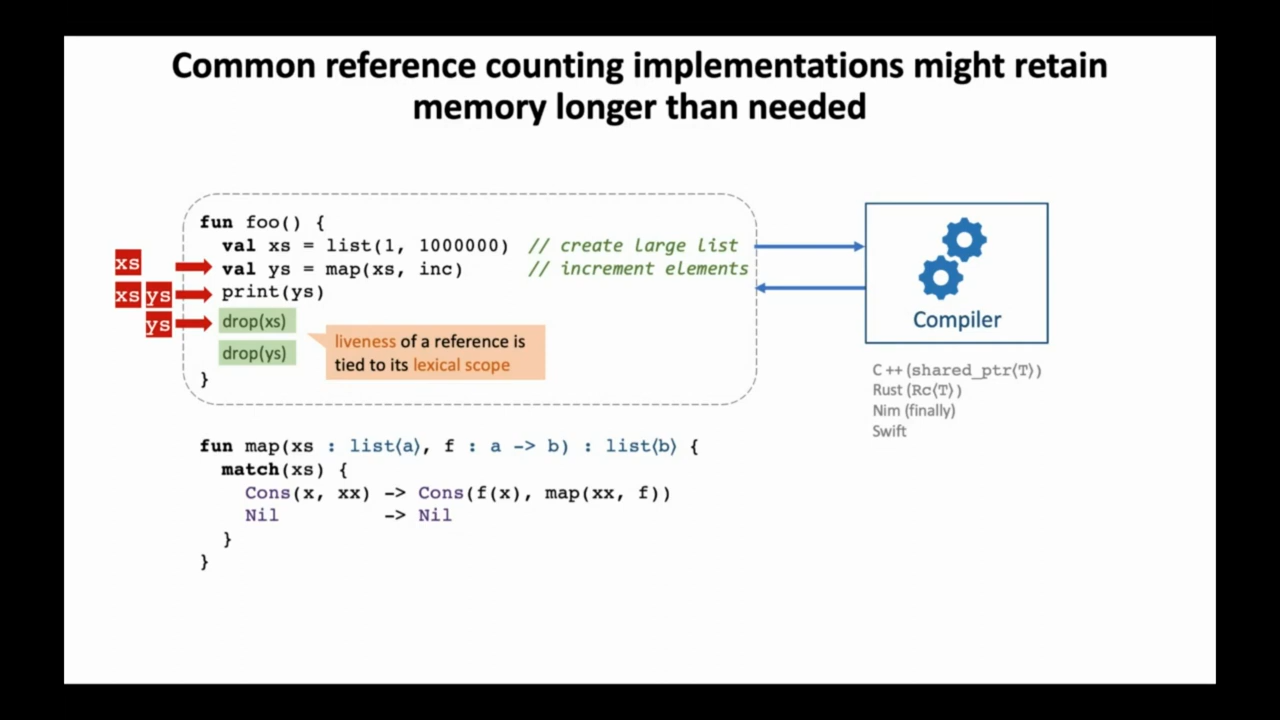 Common reference counting implementations might retain
memory longer than needed
fun foo() {
val xs = list(1, 1000000) // create large list
xs
val ys = map(xs, inc) // increment elements
xs ys
print(ys)
ys
drop(xs)
liveness of a reference is
tied to its lexical scope
drop(ys)
}
Compiler
C ++ (shared_ptr⟨T⟩)
Rust (Rc⟨T⟩)
Nim (finally)
Swift
fun map(xs : list⟨a⟩, f : a -> b) : list⟨b⟩ {
match(xs) {
Cons(x, xx) -> Cons(f(x), map(xx, f))
Nil -> Nil
}
}